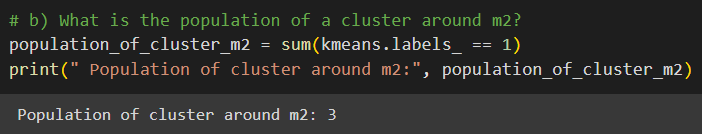 # b) What is the population of a cluster around m2?
population_of_cluster_m2 = sum(kmeans.labels_ == 1)
print(" Population of cluster around m2:", population_of_cluster_m2)
Population of cluster around m2: 3